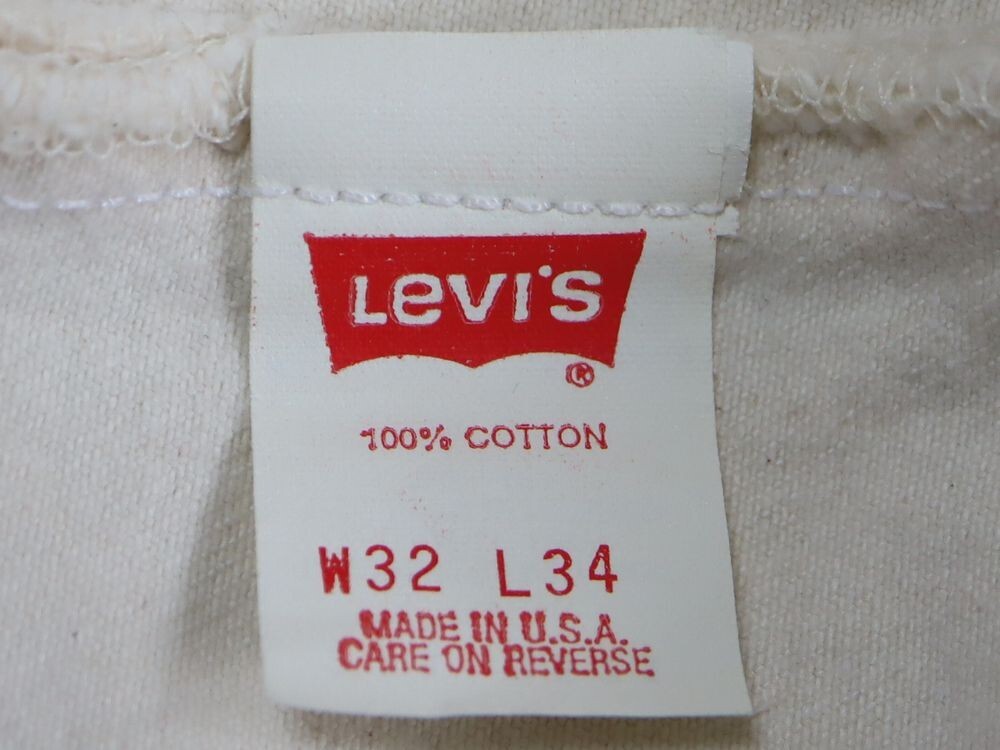 LeVI'S
®
100% COTTON
W32 L34
MADE IN U.S.A.
CARE ON REVERSE